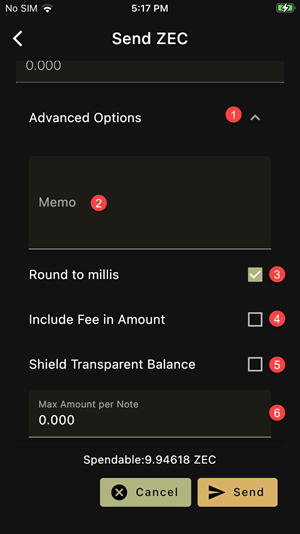 No SIM 5:17 PM
Send ZEC
0.000
Advanced Options 1
Memo 2
Round to millis 3
Include Fee in Amount 4
Shield Transparent Balance 5
Max Amount per Note
0.000 6
Spendable:9.94618 ZEC
Cancel Send